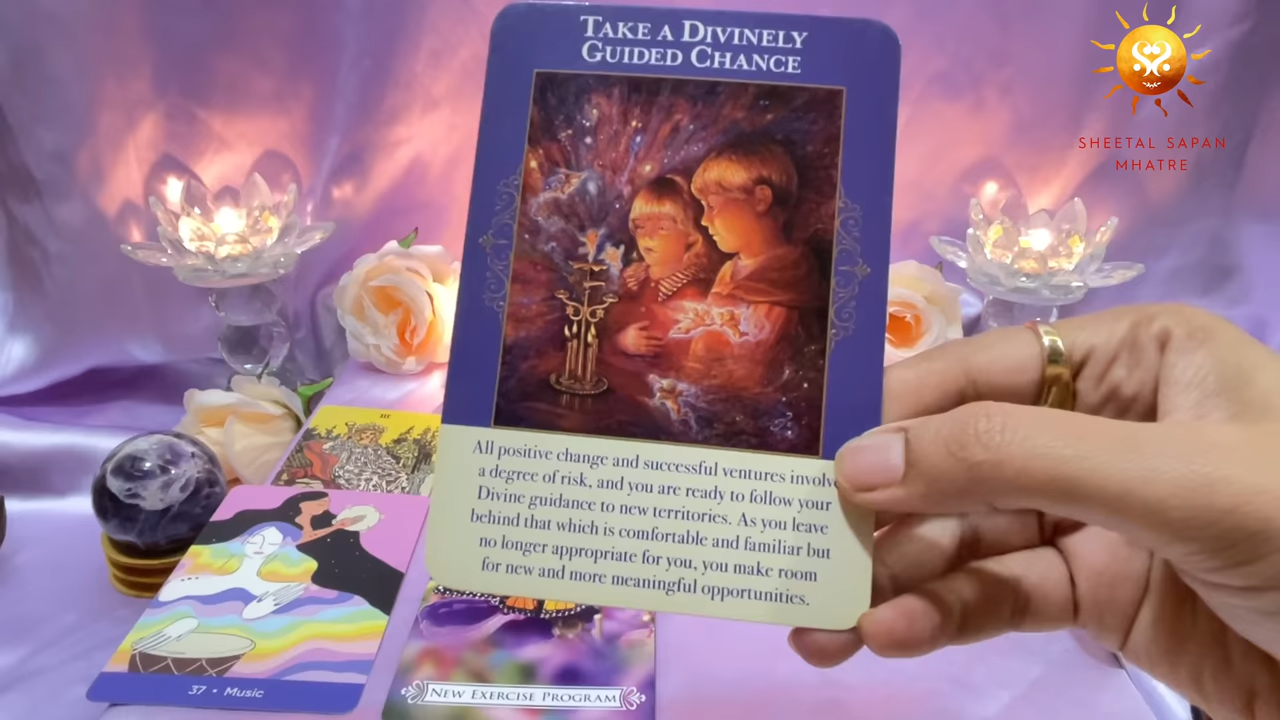 TAKE A DIVINELY
GUIDED CHANCE
All positive change and successful ventures involve
a degree of risk, and you are ready to follow your
Divine guidance to new territories. As you leave
behind that which is comfortable and familiar but
no longer appropriate for you, you make room
for new and more meaningful opportunities.
SHEETAL SAPAN
MHATRE
III
37 • Music
NEW EXERCISE PROGRAM